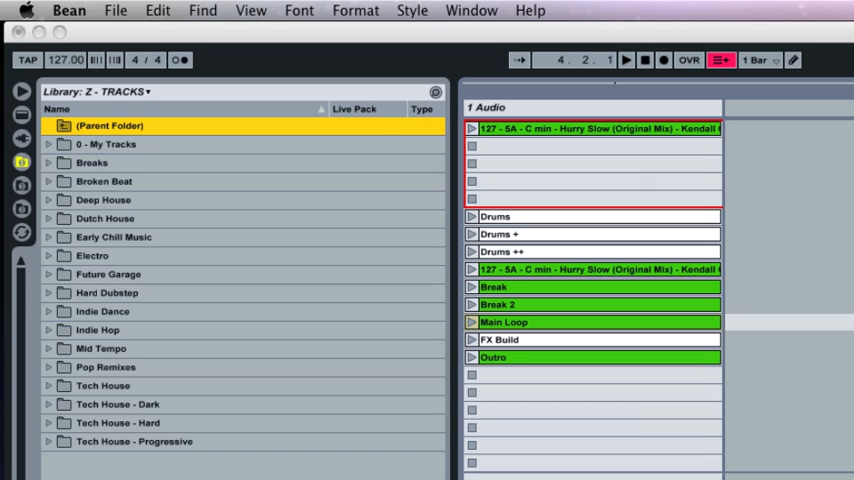 Bean File Edit Find View Font Format Style Window Help
TAP 127.00 4 / 4 4 . 2 . 1 OVR 1 Bar
Library: Z - TRACKS
Name Live Pack Type
(Parent Folder)
0 - My Tracks
Breaks
Broken Beat
Deep House
Dutch House
Early Chill Music
Electro
Future Garage
Hard Dubstep
Indie Dance
Indie Hop
Mid Tempo
Pop Remixes
Tech House
Tech House - Dark
Tech House - Hard
Tech House - Progressive
1 Audio
127 - 5A - C min - Hurry Slow (Original Mix) - Kendall
Drums
Drums +
Drums ++
127 - 5A - C min - Hurry Slow (Original Mix) - Kendall
Break
Break 2
Main Loop
FX Build
Outro